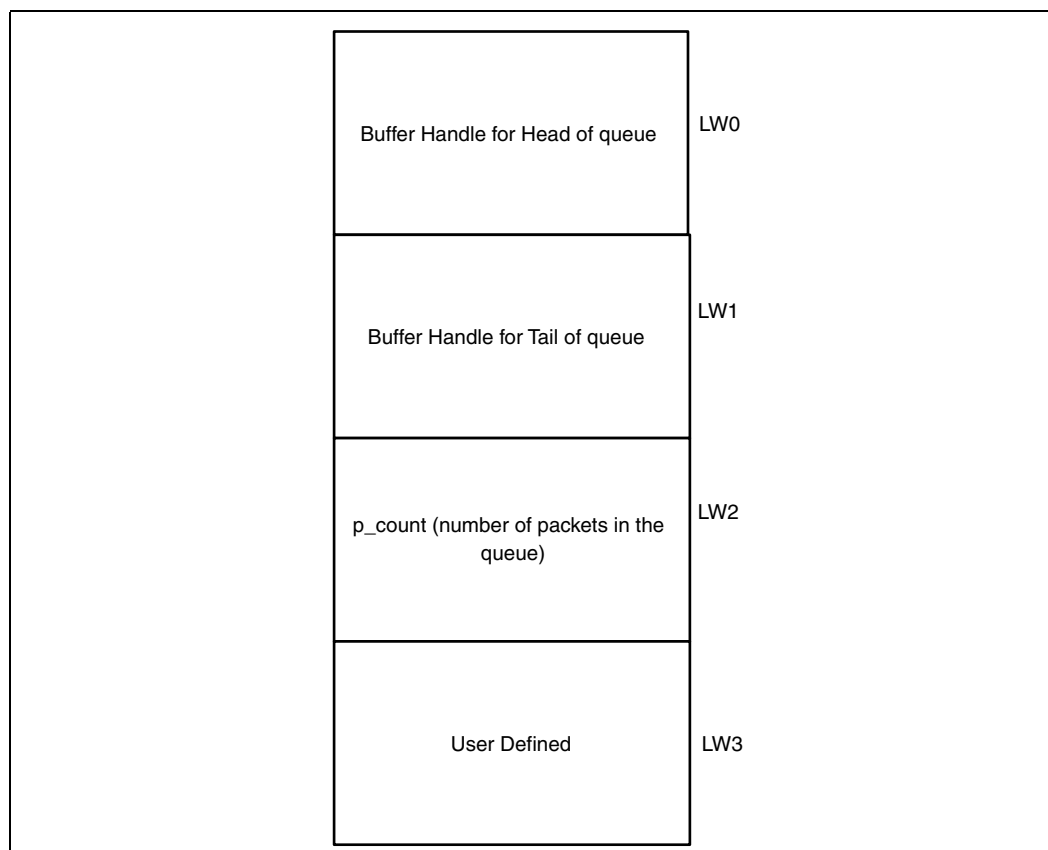 Buffer Handle for Head of queue
LW0
Buffer Handle for Tail of queue
LW1
p_count (number of packets in the
queue)
LW2
User Defined
LW3